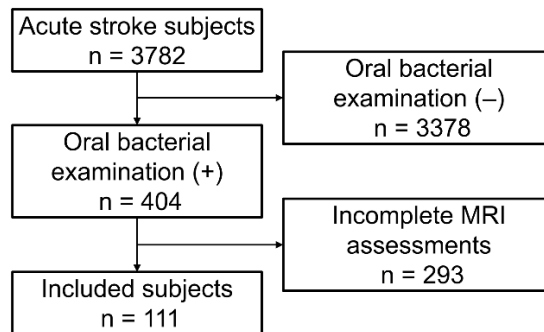 Acute stroke subjects
n = 3782
Oral bacterial
examination (–)
n = 3378
Oral bacterial
examination (+)
n = 404
Incomplete MRI
assessments
n = 293
Included subjects
n = 111